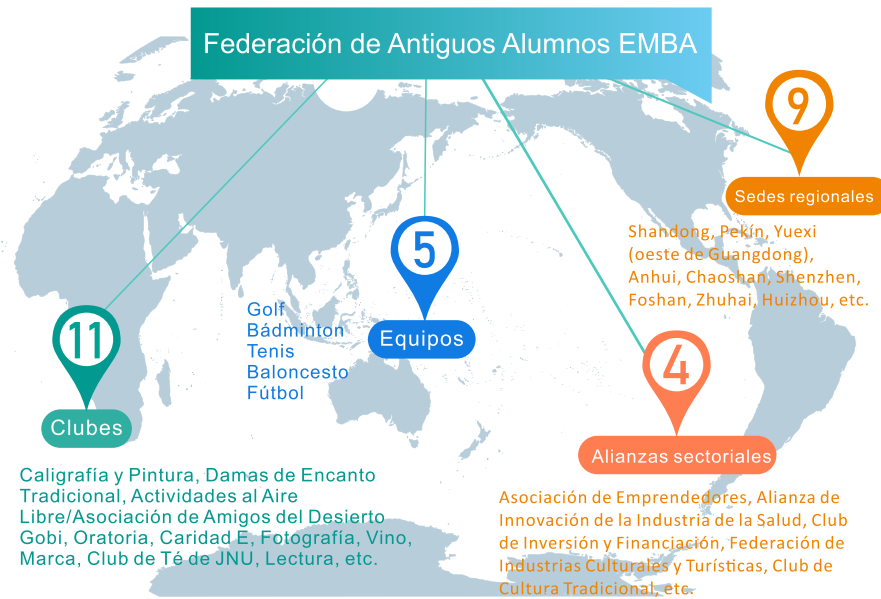 Federación de Antiguos Alumnos EMBA
9
Sedes regionales
Shandong, Pekín, Yuexi
(oeste de Guangdong),
Anhui, Chaoshan, Shenzhen,
Foshan, Zhuhai, Huizhou, etc.
5
Equipos
Golf
Bádminton
Tenis
Baloncesto
Fútbol
11
Clubes
Caligrafía y Pintura, Damas de Encanto
Tradicional, Actividades al Aire
Libre/Asociación de Amigos del Desierto
Gobi, Oratoria, Caridad E, Fotografía, Vino,
Marca, Club de Té de JNU, Lectura, etc.
4
Alianzas sectoriales
Asociación de Emprendedores, Alianza de
Innovación de la Industria de la Salud, Club
de Inversión y Financiación, Federación de
Industrias Culturales y Turísticas, Club de
Cultura Tradicional, etc.